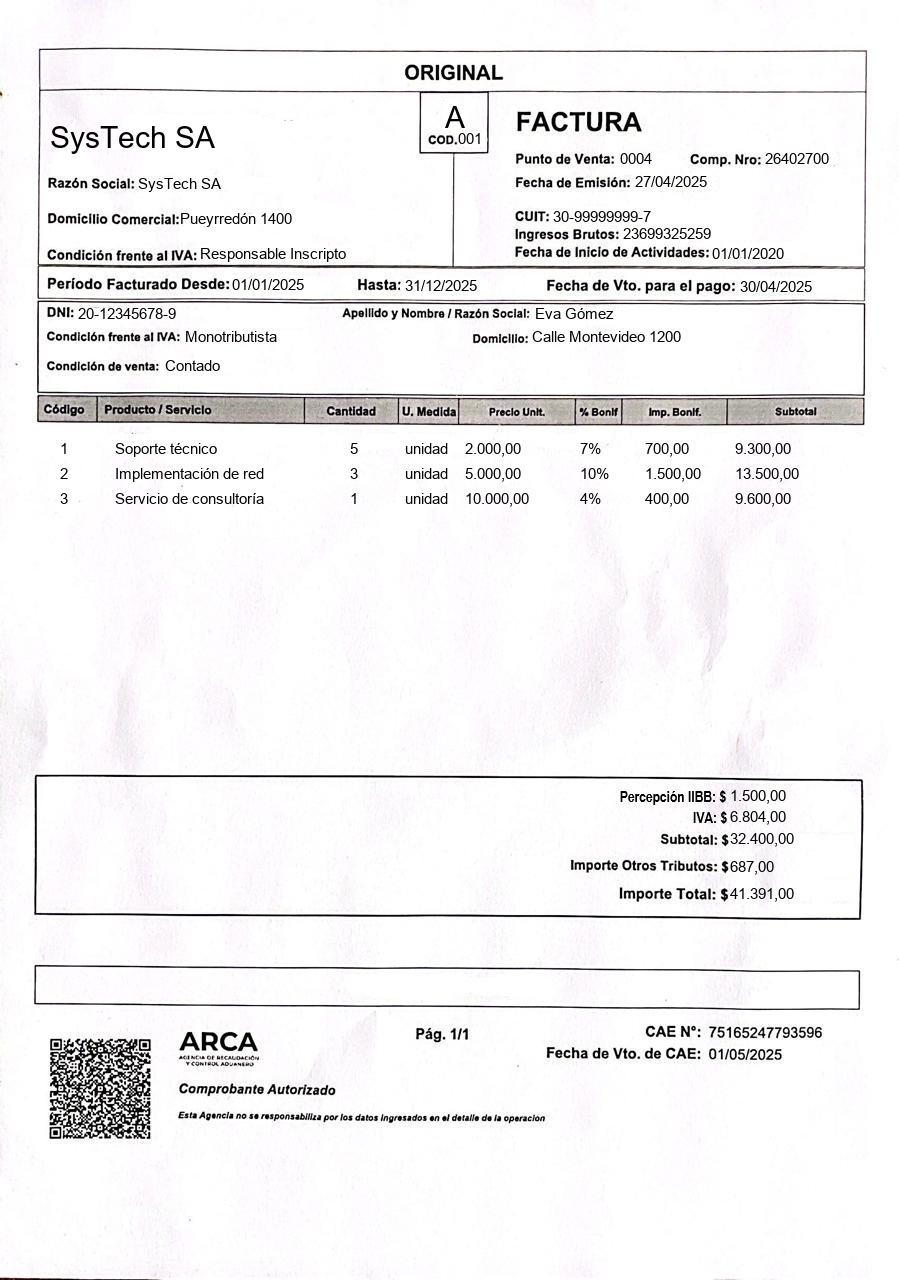 ORIGINAL
A
COD.001
SysTech SA
FACTURA
Punto de Venta: 0004 Comp. Nro: 26402700
Razón Social: SysTech SA
Fecha de Emisión: 27/04/2025
Domicilio Comercial:Pueyrredón 1400
CUIT: 30-99999999-7
Ingresos Brutos: 23699325259
Condición frente al IVA: Responsable Inscripto
Fecha de Inicio de Actividades: 01/01/2020
Período Facturado Desde: 01/01/2025 Hasta: 31/12/2025 Fecha de Vto. para el pago: 30/04/2025
DNI: 20-12345678-9 Apellido y Nombre / Razón Social: Eva Gómez
Condición frente al IVA: Monotributista Domicilio: Calle Montevideo 1200
Condición de venta: Contado
Código Producto / Servicio Cantidad U. Medida Precio Unit. % Bonif Imp. Bonif. Subtotal
1 Soporte técnico 5 unidad 2.000,00 7% 700,00 9.300,00
2 Implementación de red 3 unidad 5.000,00 10% 1.500,00 13.500,00
3 Servicio de consultoría 1 unidad 10.000,00 4% 400,00 9.600,00
Percepción IIBB: $ 1.500,00
IVA: $ 6.804,00
Subtotal: $ 32.400,00
Importe Otros Tributos: $ 687,00
Importe Total: $ 41.391,00
ARCA
AGENCIA DE RECAUDACIÓN
Y CONTROL ADUANERO
Pág. 1/1
CAE N°: 75165247793596
Fecha de Vto. de CAE: 01/05/2025
Comprobante Autorizado
Esta Agencia no se responsabiliza por los datos ingresados en el detalle de la operación